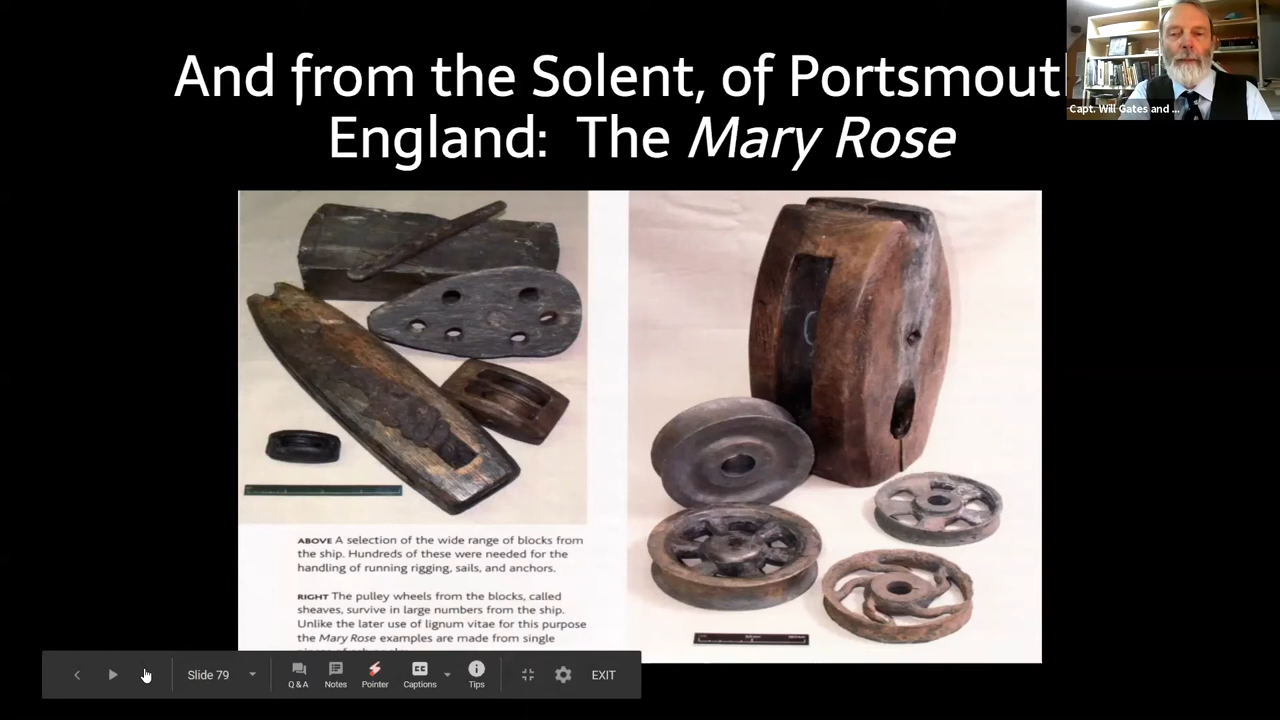 And from the Solent, of Portsmout
England: The Mary Rose
Capt. Will Gates and ...
ABOVE A selection of the wide range of blocks from
the ship. Hundreds of these were needed for the
handling of running rigging, sails, and anchors.
RIGHT The pulley wheels from the blocks, called
sheaves, survive in large numbers from the ship.
Unlike the later use of lignum vitae for this purpose
the Mary Rose examples are made from single
Slide 79
Q & A
Notes
Pointer
Captions
Tips
EXIT